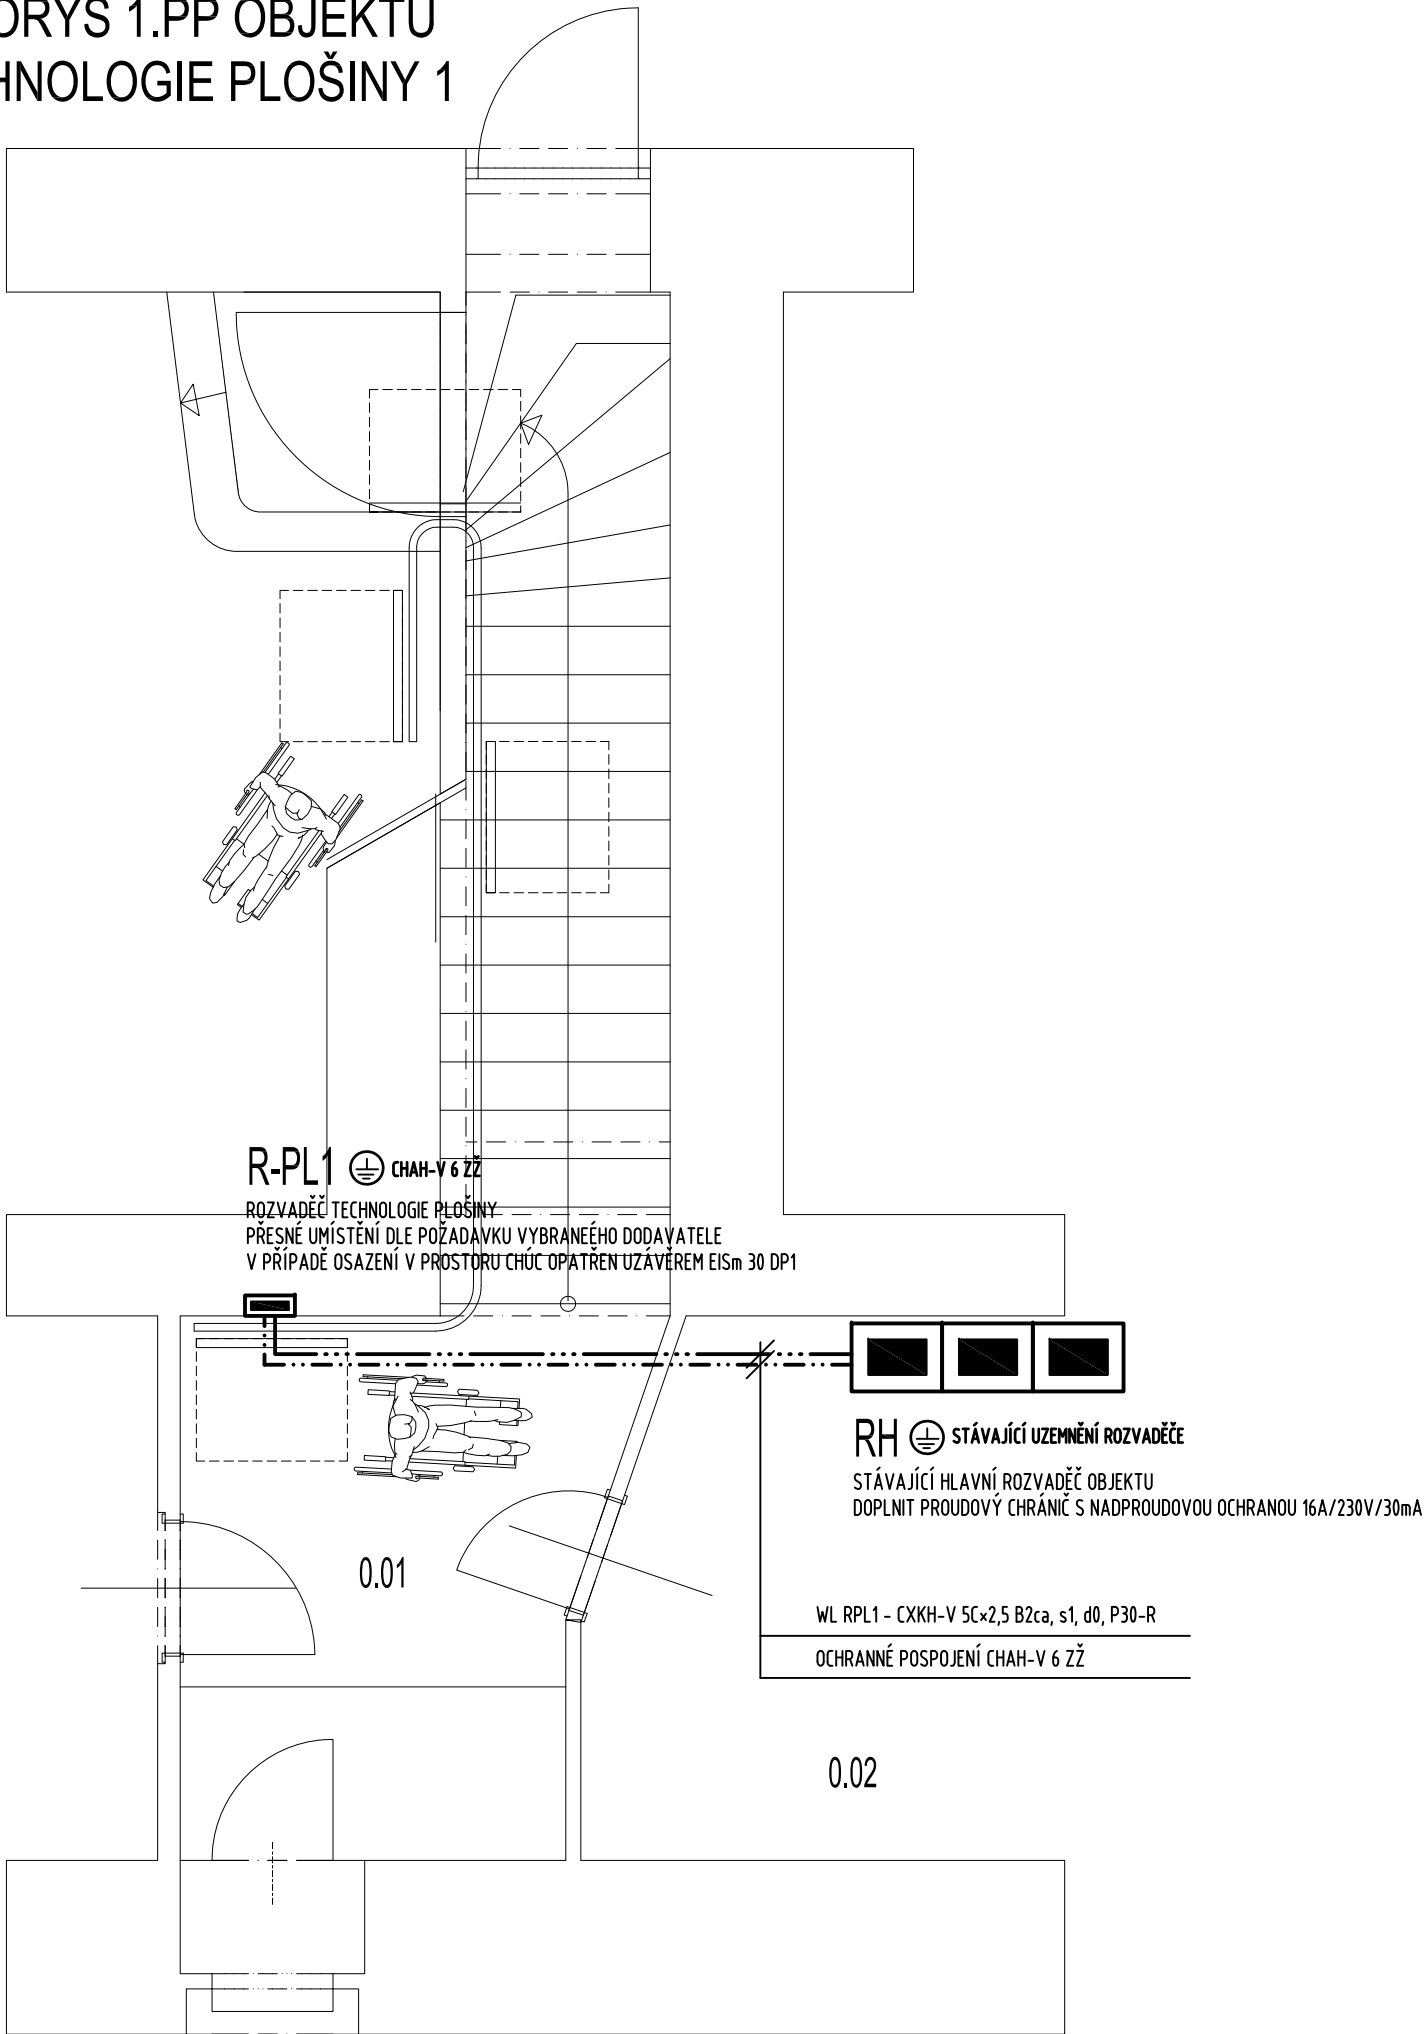 ORYS 1.PP OBJEKTU
HNOLOGIE PLOŠINY 1
R-PL1 CHAH-V 6 ZŽ
ROZVADĚČ TECHNOLOGIE PLOŠINY
PŘESNÉ UMÍSTĚNÍ DLE POŽADAVKU VYBRANEÉHO DODAVATELE
V PŘÍPADĚ OSAZENÍ V PROSTORU CHÚC OPATŘEN UZÁVĚREM EISm 30 DP1
RH STÁVAJÍCÍ UZEMNĚNÍ ROZVADĚČE
STÁVAJÍCÍ HLAVNÍ ROZVADĚČ OBJEKTU
DOPLNIT PROUDOVÝ CHRÁNIČ S NADPROUDOVOU OCHRANOU 16A/230V/30mA
0.01
WL RPL1 - CXKH-V 5C×2,5 B2ca, s1, d0, P30-R
OCHRANNÉ POSPOJENÍ CHAH-V 6 ZŽ
0.02